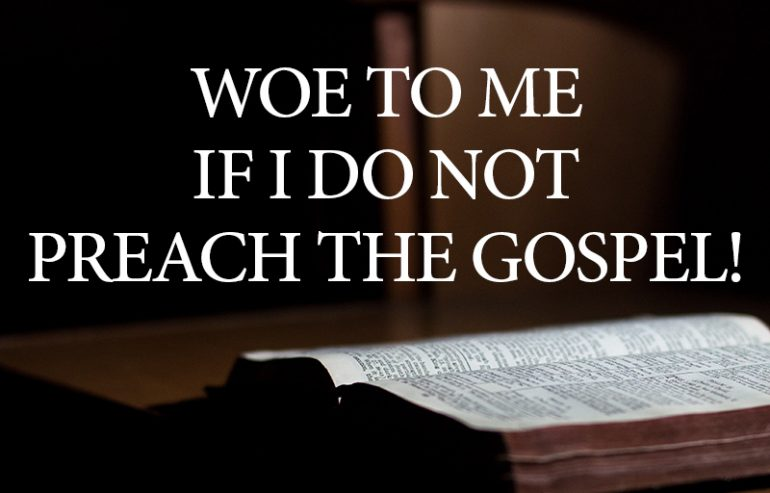 WOE TO ME
IF I DO NOT
PREACH THE GOSPEL!